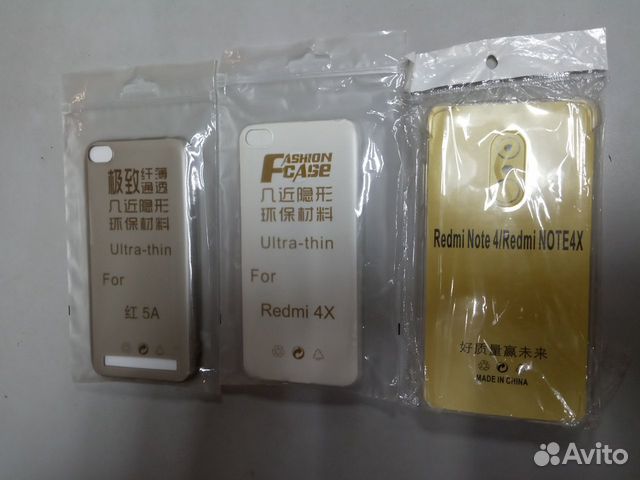 极致纤薄
通透
几近隐形
环保材料
Ultra-thin
For
紅 5A
FASHION
CASE
几近隐形
环保材料
Ultra-thin
For
Redmi 4X
Redmi Note 4/Redmi NOTE4X
好质量赢未来
MADE IN CHINA
Avito